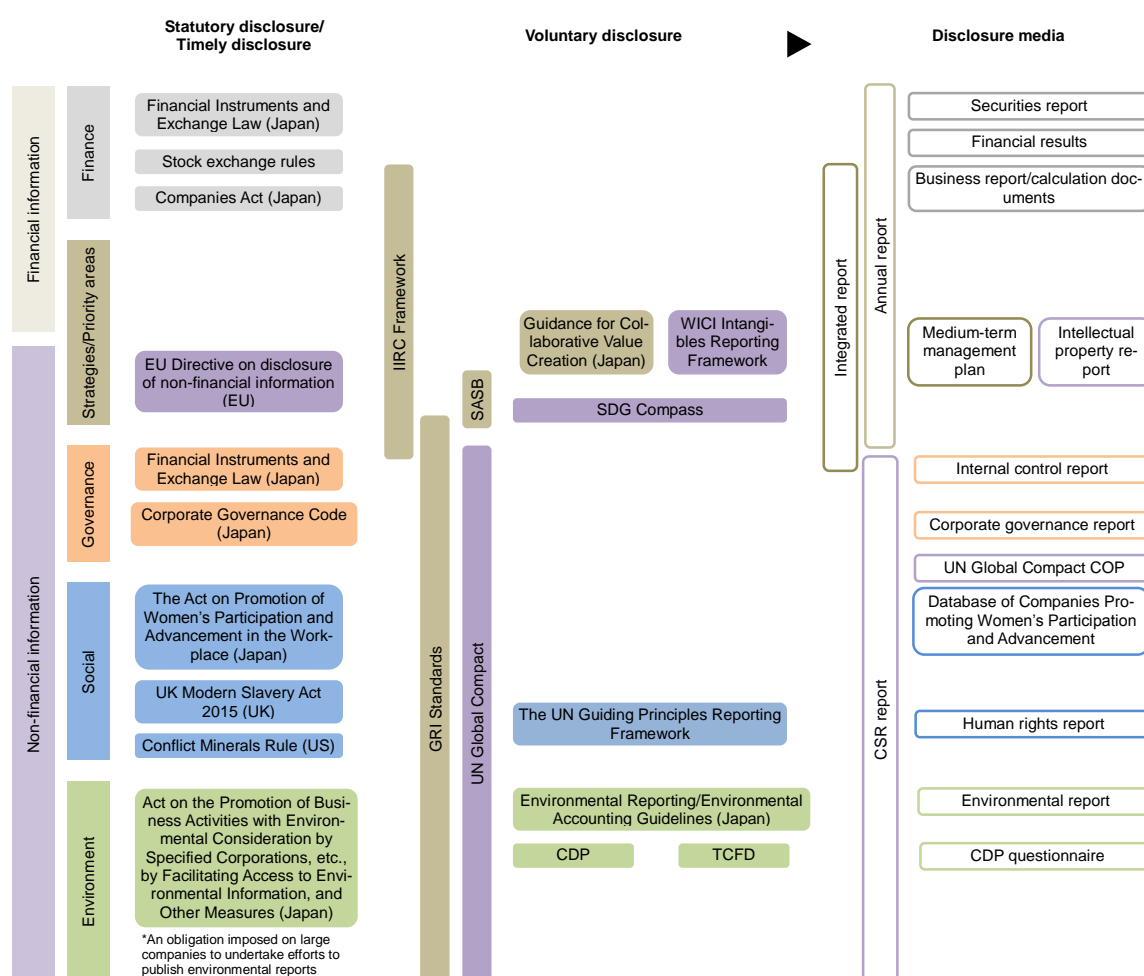 Statutory disclosure/
Timely disclosure
Voluntary disclosure
Disclosure media
Financial information
Non-financial information
Finance
Strategies/Priority areas
Governance
Social
Environment
Financial Instruments and
Exchange Law (Japan)
Stock exchange rules
Companies Act (Japan)
EU Directive on disclosure
of non-financial information
(EU)
Financial Instruments and
Exchange Law (Japan)
Corporate Governance Code
(Japan)
The Act on Promotion of
Women's Participation and
Advancement in the Work-
place (Japan)
UK Modern Slavery Act
2015 (UK)
Conflict Minerals Rule (US)
Act on the Promotion of Busi-
ness Activities with Environ-
mental Consideration by
Specified Corporations, etc.,
by Facilitating Access to Envi-
ronmental Information, and
Other Measures (Japan)
*An obligation imposed on large
companies to undertake efforts to
publish environmental reports
IIRC Framework
GRI Standards
SASB
UN Global Compact
Guidance for Col-
laborative Value
Creation (Japan)
WICI Intangi-
bles Reporting
Framework
SDG Compass
The UN Guiding Principles Reporting
Framework
Environmental Reporting/Environmental
Accounting Guidelines (Japan)
CDP
TCFD
Integrated report
Annual report
CSR report
Securities report
Financial results
Business report/calculation doc-
uments
Medium-term
management
plan
Intellectual
property re-
port
Internal control report
Corporate governance report
UN Global Compact COP
Database of Companies Pro-
moting Women's Participation
and Advancement
Human rights report
Environmental report
CDP questionnaire